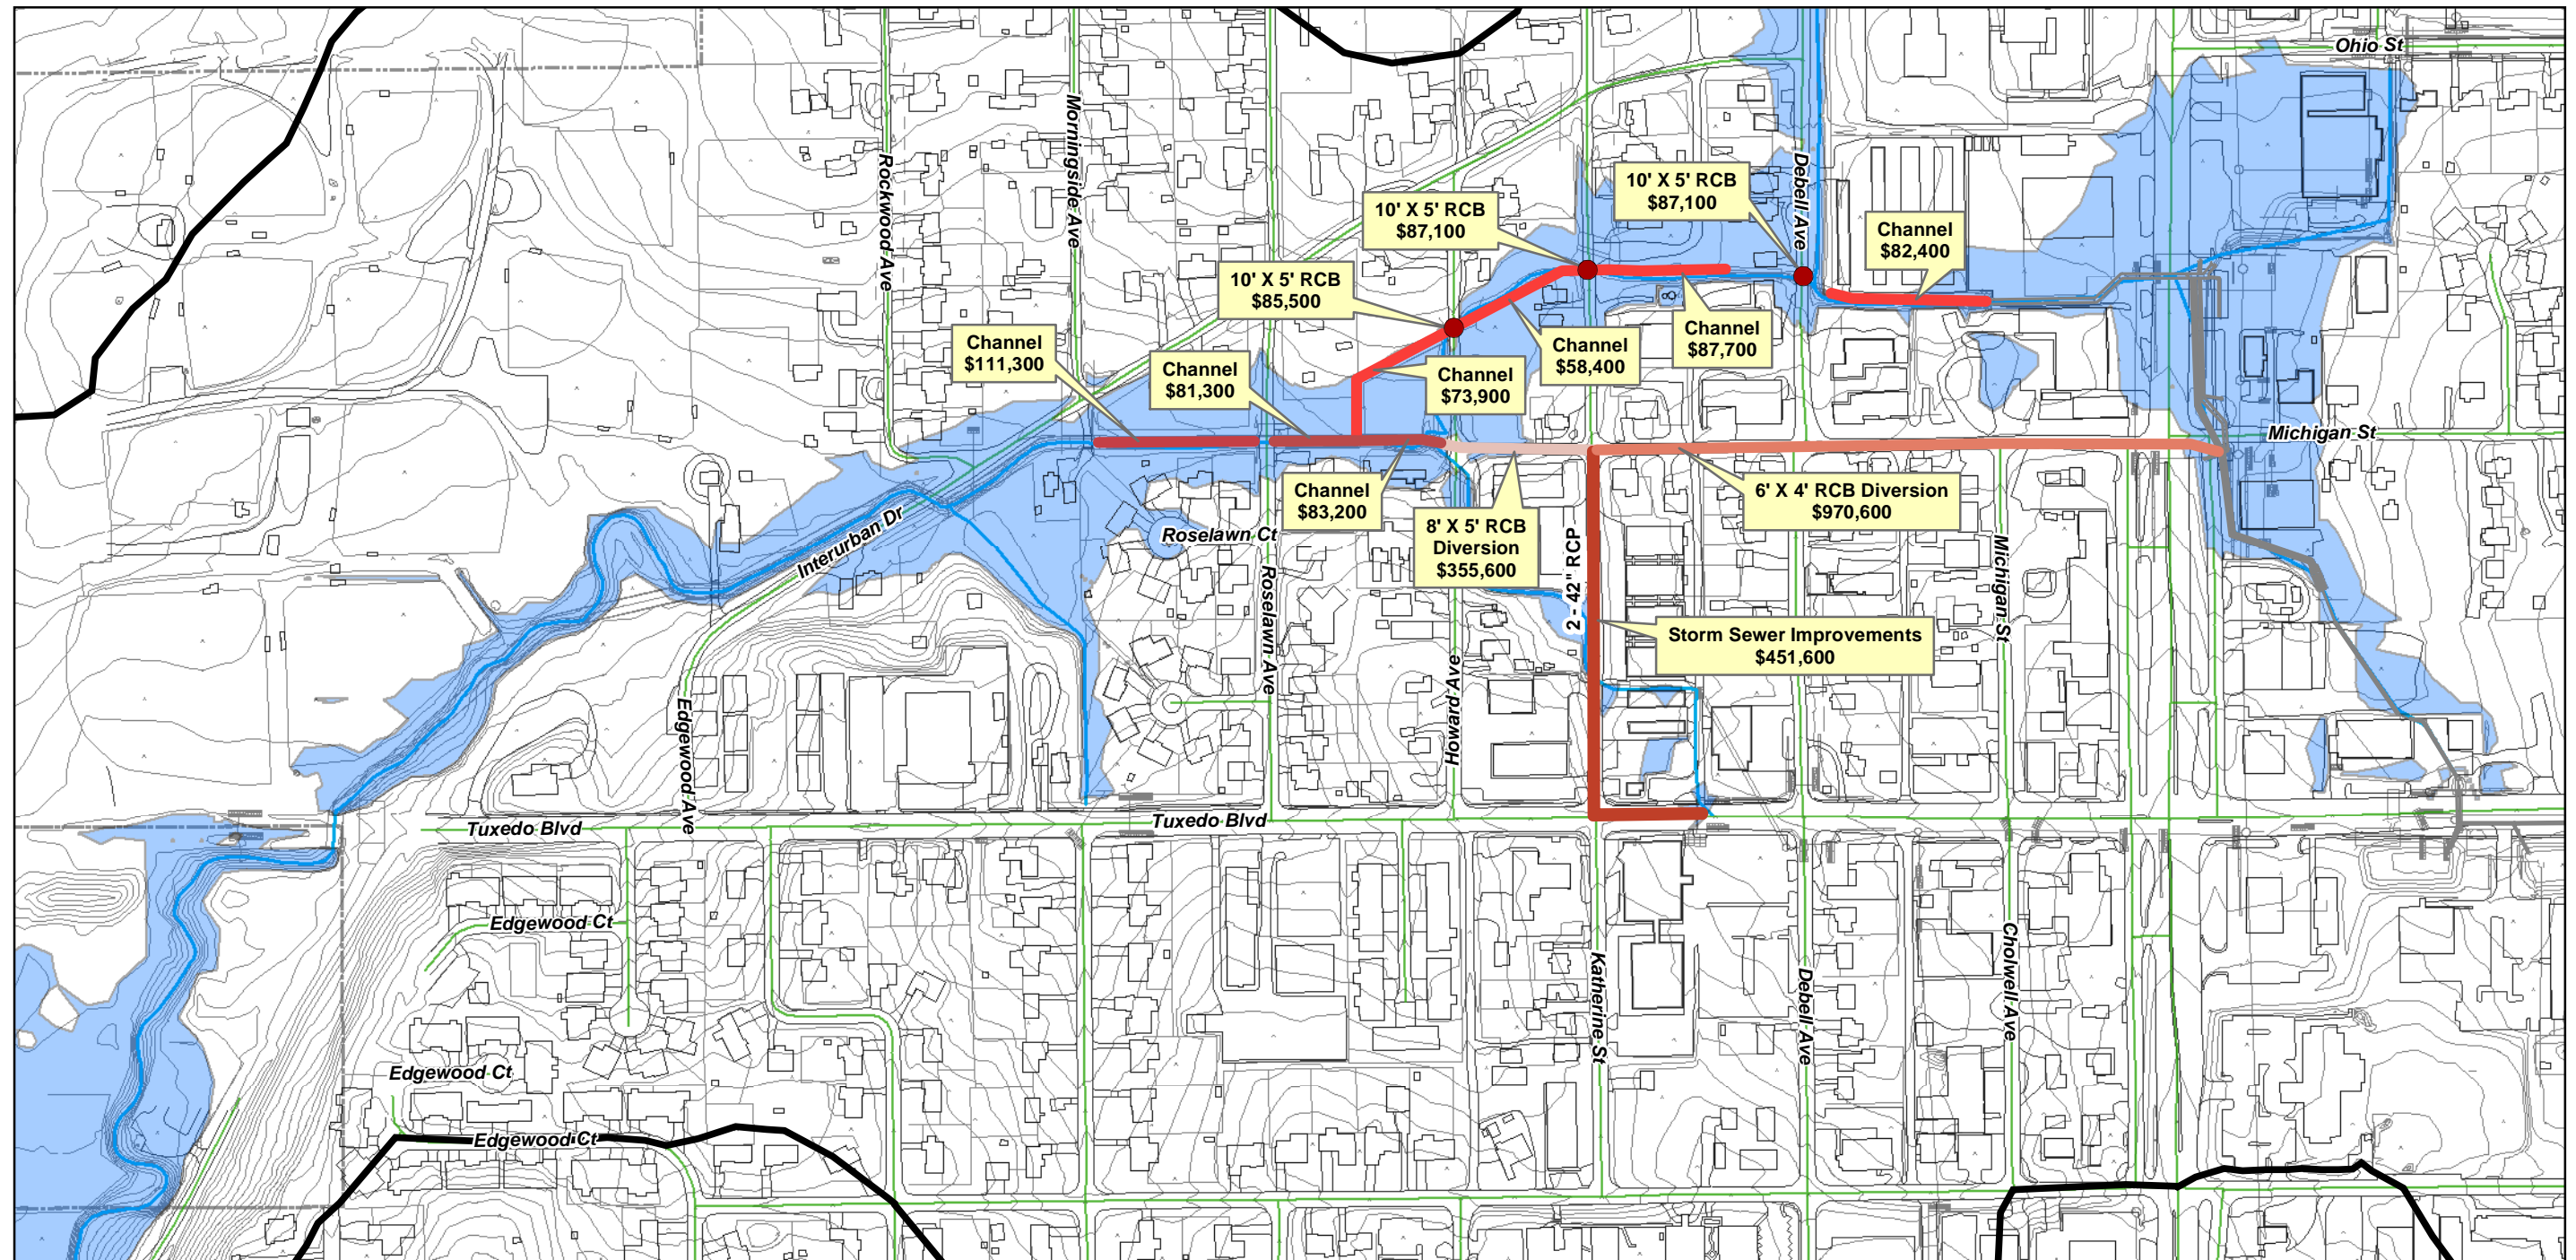 Ohio St
Rockwood Ave
Morningside Ave
Debell Ave
10' X 5' RCB
$87,100
10' X 5' RCB
$87,100
Channel
$82,400
10' X 5' RCB
$85,500
Channel
$111,300
Channel
$81,300
Channel
$58,400
Channel
$87,700
Channel
$73,900
Michigan St
Channel
$83,200
8' X 5' RCB
Diversion
$355,600
6' X 4' RCB Diversion
$970,600
Interurban Dr
Roselawn Ct
2 - 42" RCP
Roselawn Ave
Michigan St
Storm Sewer Improvements
$451,600
Howard Ave
Edgewood Ave
Tuxedo Blvd
Tuxedo Blvd
Edgewood Ct
Katherine St
Debell Ave
Cholwell Ave
Edgewood Ct
Edgewood Ct